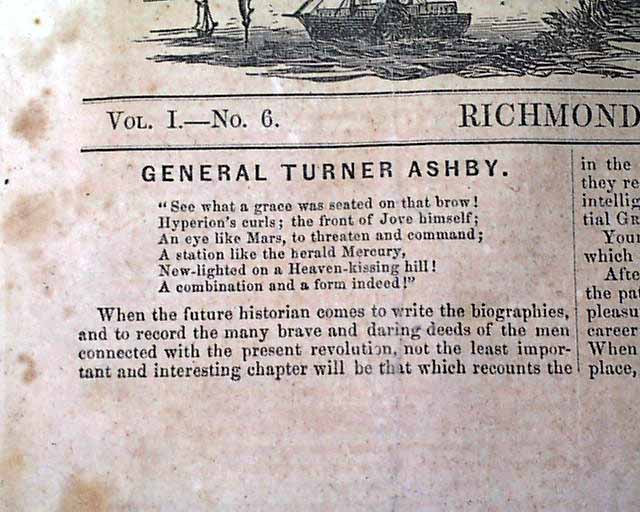 VOL. I.—No. 6.
RICHMOND
GENERAL TURNER ASHBY.
"See what a grace was seated on that brow!
Hyperion's curls; the front of Jove himself;
An eye like Mars, to threaten and command;
A station like the herald Mercury,
New-lighted on a Heaven-kissing hill!
A combination and a form indeed!"
When the future historian comes to write the biographies,
and to record the many brave and daring deeds of the men
connected with the present revolution, not the least impor-
tant and interesting chapter will be that which recounts the
in the
they re
intellig
tial GR
Your
which
Afte
the pat
pleasu
career
When
place,